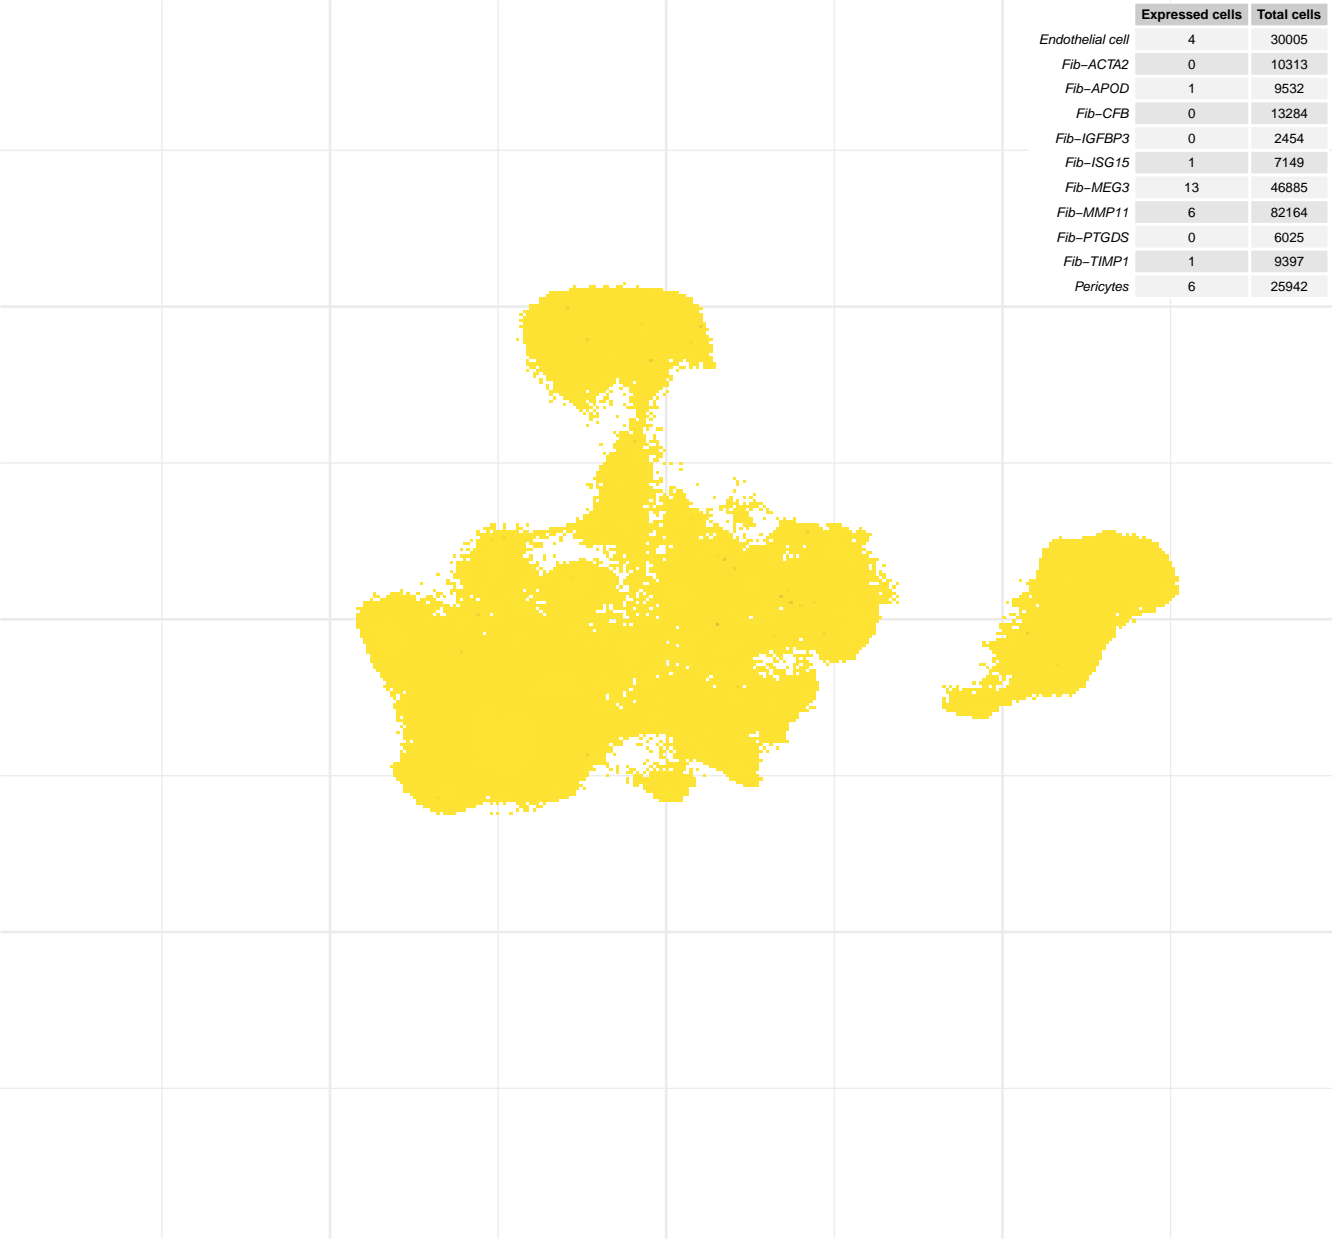 Expressed cells Total cells
Endothelial cell 4 30005
Fib−ACTA2 0 10313
Fib−APOD 1 9532
Fib−CFB 0 13284
Fib−IGFBP3 0 2454
Fib−ISG15 1 7149
Fib−MEG3 13 46885
Fib−MMP11 6 82164
Fib−PTGDS 0 6025
Fib−TIMP1 1 9397
Pericytes 6 25942